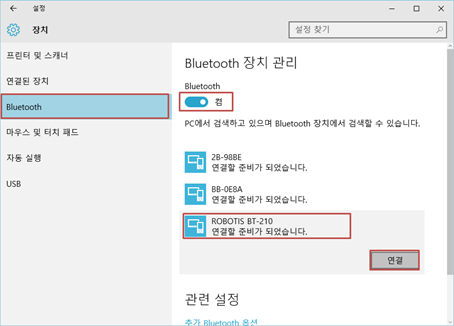 설정
장치
설정 찾기
프린터 및 스캐너
연결된 장치
Bluetooth
마우스 및 터치 패드
자동 실행
USB
Bluetooth 장치 관리
Bluetooth
켬
PC에서 검색하고 있으며 Bluetooth 장치에서 검색할 수 있습니다.
2B-98BE
연결할 준비가 되었습니다.
BB-0E8A
연결할 준비가 되었습니다.
ROBOTIS BT-210
연결할 준비가 되었습니다.
연결
관련 설정
추가 Bluetooth 옵션